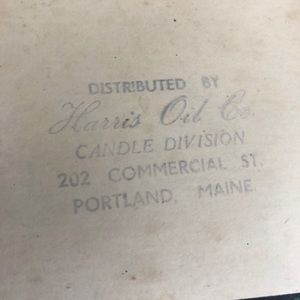 DISTRIBUTED BY
Harris Oil Co.
CANDLE DIVISION
202 COMMERCIAL ST.
PORTLAND, MAINE